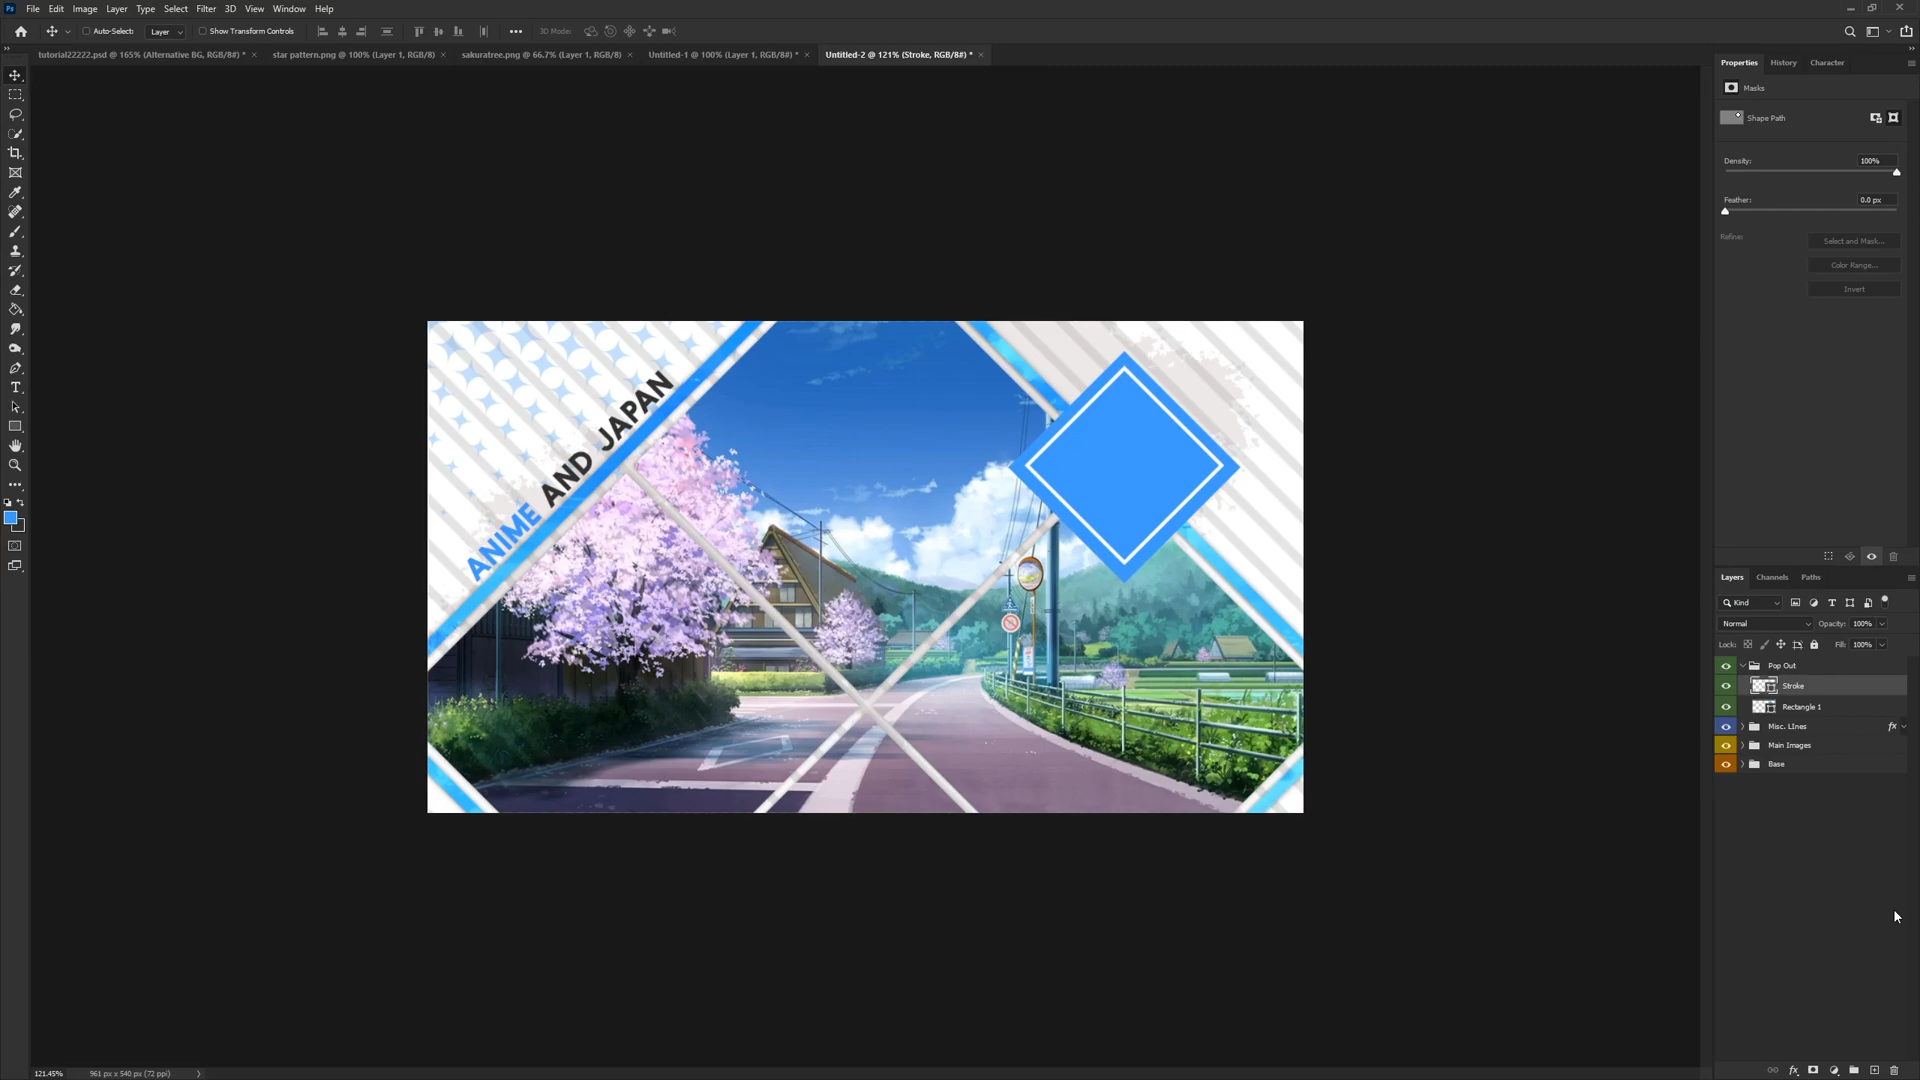 Ps File Edit Image Layer Type Select Filter 3D View Window Help
Auto-Select: Layer Show Transform Controls 3D Mode:
tutorial22222.psd @ 165% (Alternative BG, RGB/8#) * star pattern.png @ 100% (Layer 1, RGB/8) sakuratree.png @ 66.7% (Layer 1, RGB/8) Untitled-1 @ 100% (Layer 1, RGB/8#) * Untitled-2 @ 121% (Stroke, RGB/8#) *
Properties History Character
Masks
Shape Path
Density: 100%
Feather: 0.0 px
Refine: Select and Mask...
Color Range...
Invert
ANIME AND JAPAN
Layers Channels Paths
Kind
Normal Opacity: 100%
Lock: Fill: 100%
Pop Out
Stroke
Rectangle 1
Misc. LInes fx
Main Images
Base
121.45% 961 px x 540 px (72 ppi)
fx